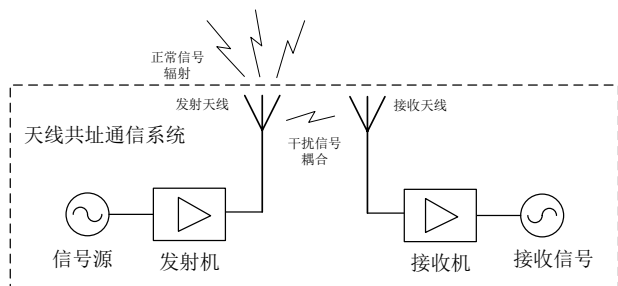 正常信号
辐射
发射天线
接收天线
天线共址通信系统
干扰信号
耦合
信号源
发射机
接收机
接收信号